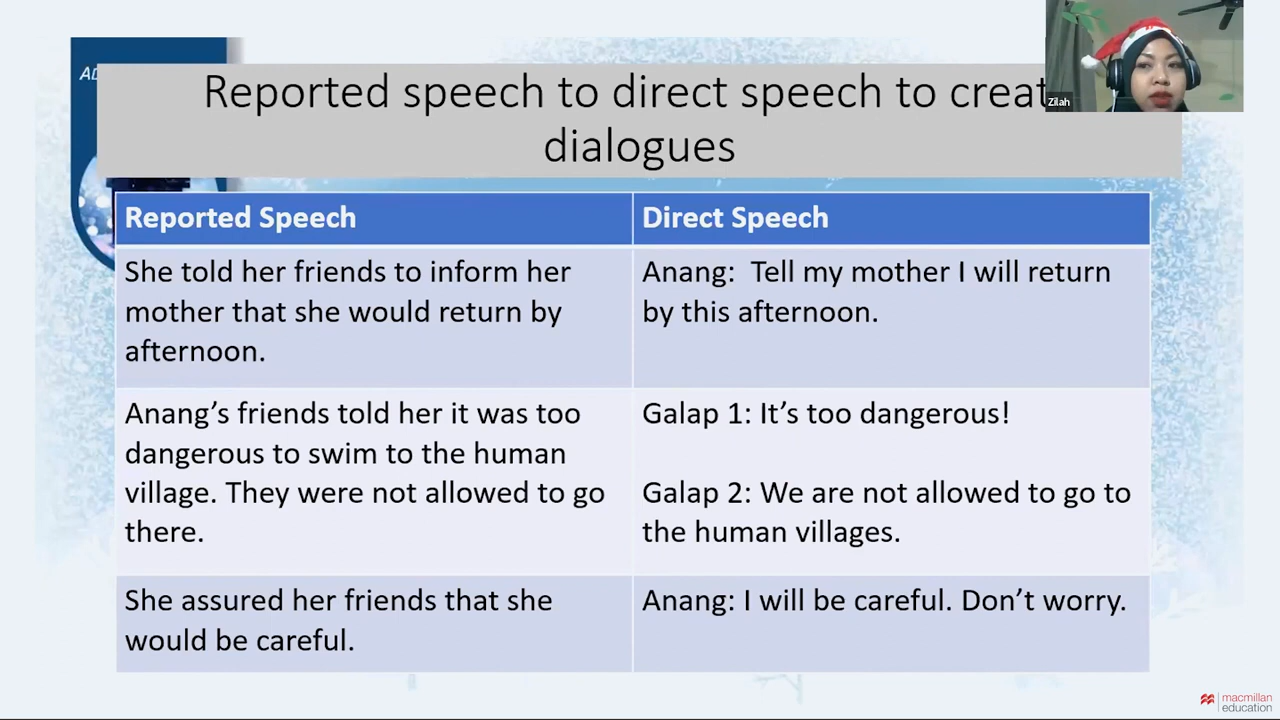 Reported speech to direct speech to creat
dialogues
Zilah
Reported Speech
Direct Speech
She told her friends to inform her
mother that she would return by
afternoon.
Anang:  Tell my mother I will return
by this afternoon.
Anang’s friends told her it was too
dangerous to swim to the human
village. They were not allowed to go
there.
Galap 1: It’s too dangerous!
Galap 2: We are not allowed to go to
the human villages.
She assured her friends that she
would be careful.
Anang: I will be careful. Don’t worry.
macmillan
education